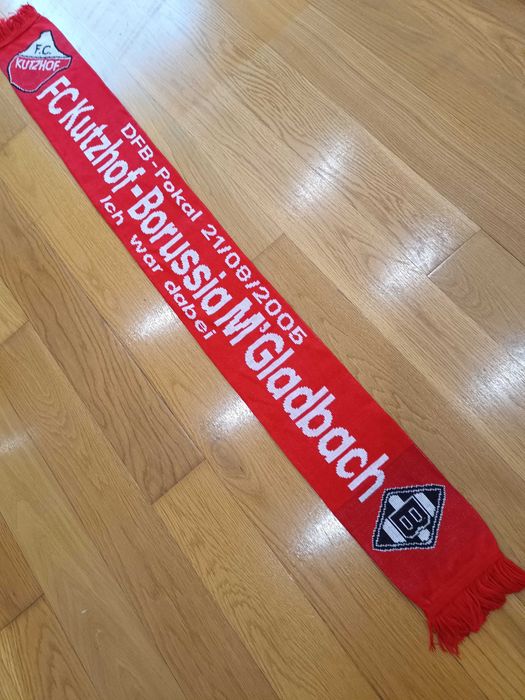 F.C.
KUTZHOF
DFB-Pokal 21/08/2005
FC Kutzhof-Borussia M'Gladbach
Ich war dabei
B